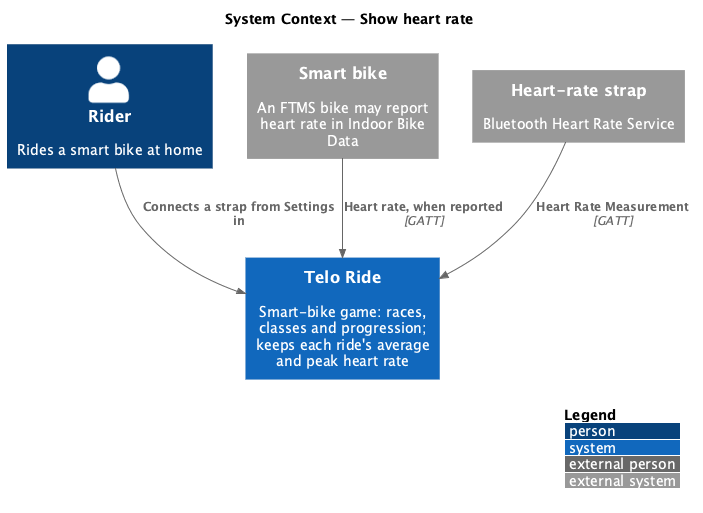 System Context — Show heart rate
Rider
Rides a smart bike at home
Smart bike
An FTMS bike may report
heart rate in Indoor Bike
Data
Heart-rate strap
Bluetooth Heart Rate Service
Connects a strap from Settings
in
Heart rate, when reported
[GATT]
Heart Rate Measurement
[GATT]
Telo Ride
Smart-bike game: races,
classes and progression;
keeps each ride's average
and peak heart rate
Legend
person
system
external person
external system